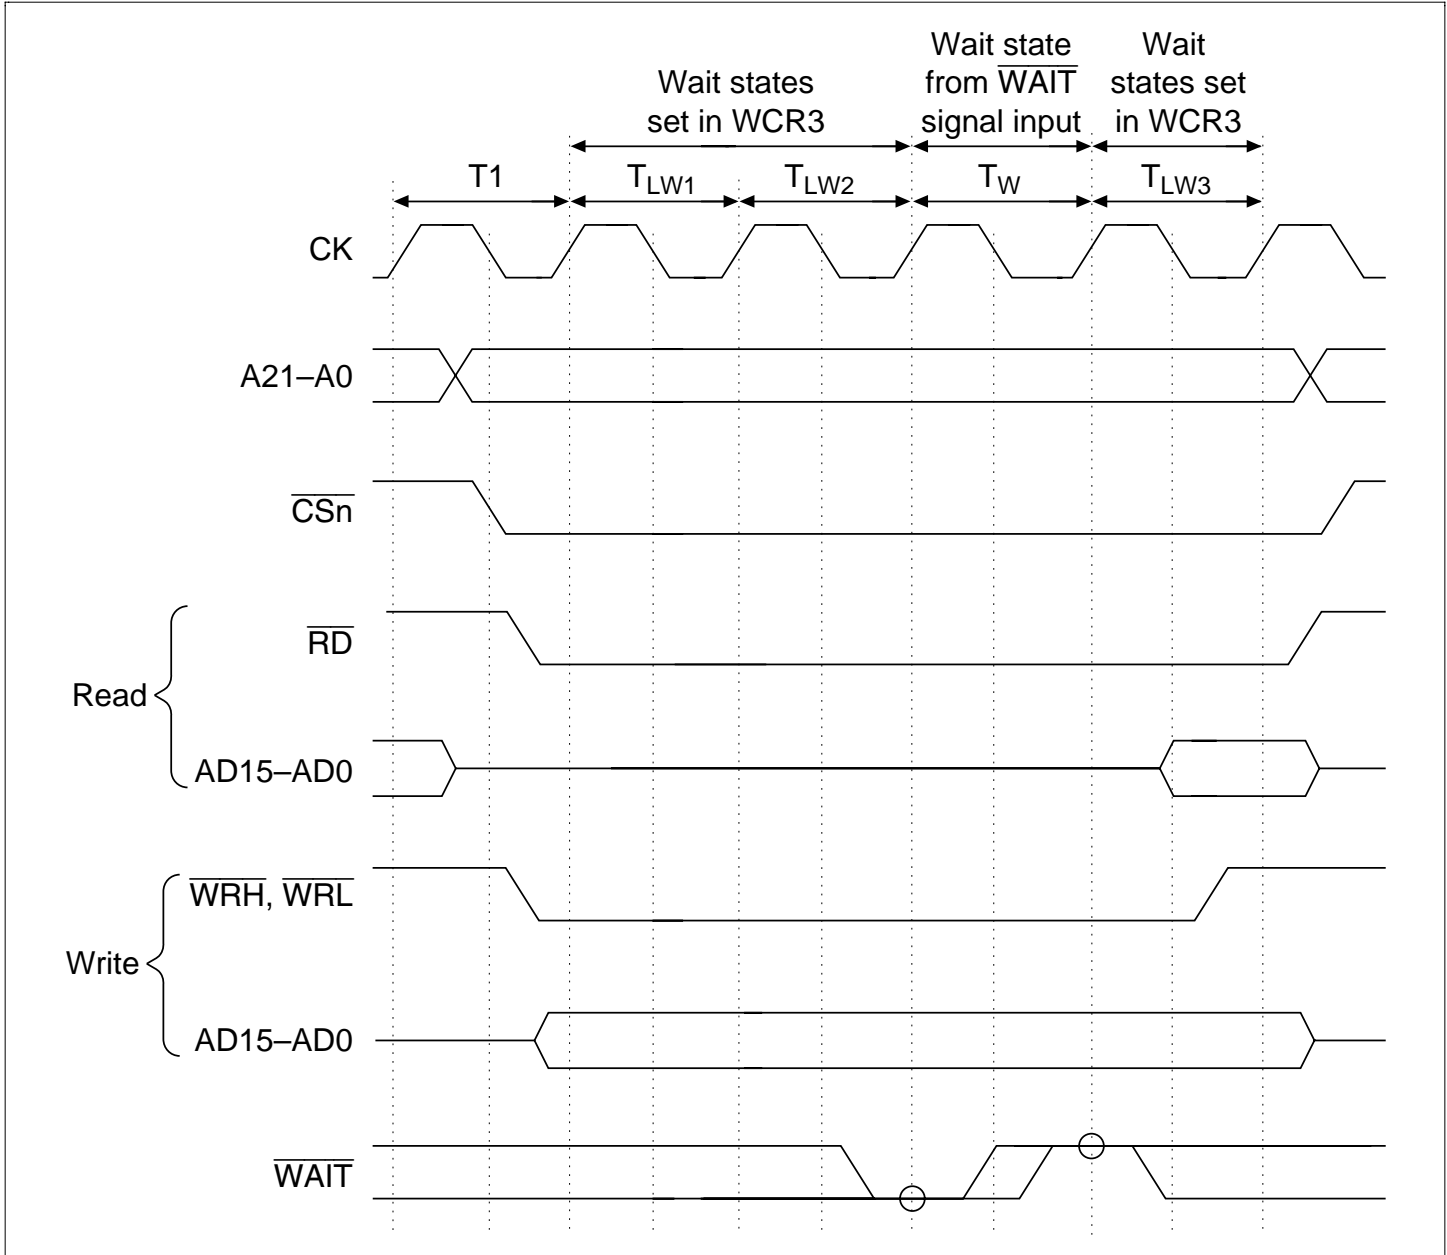 Wait states
set in WCR3
Wait state
from WAIT
signal input
Wait
states set
in WCR3
T1
TLW1
TLW2
TW
TLW3
CK
A21–A0
CSn
Read
RD
AD15–AD0
Write
WRH, WRL
AD15–AD0
WAIT